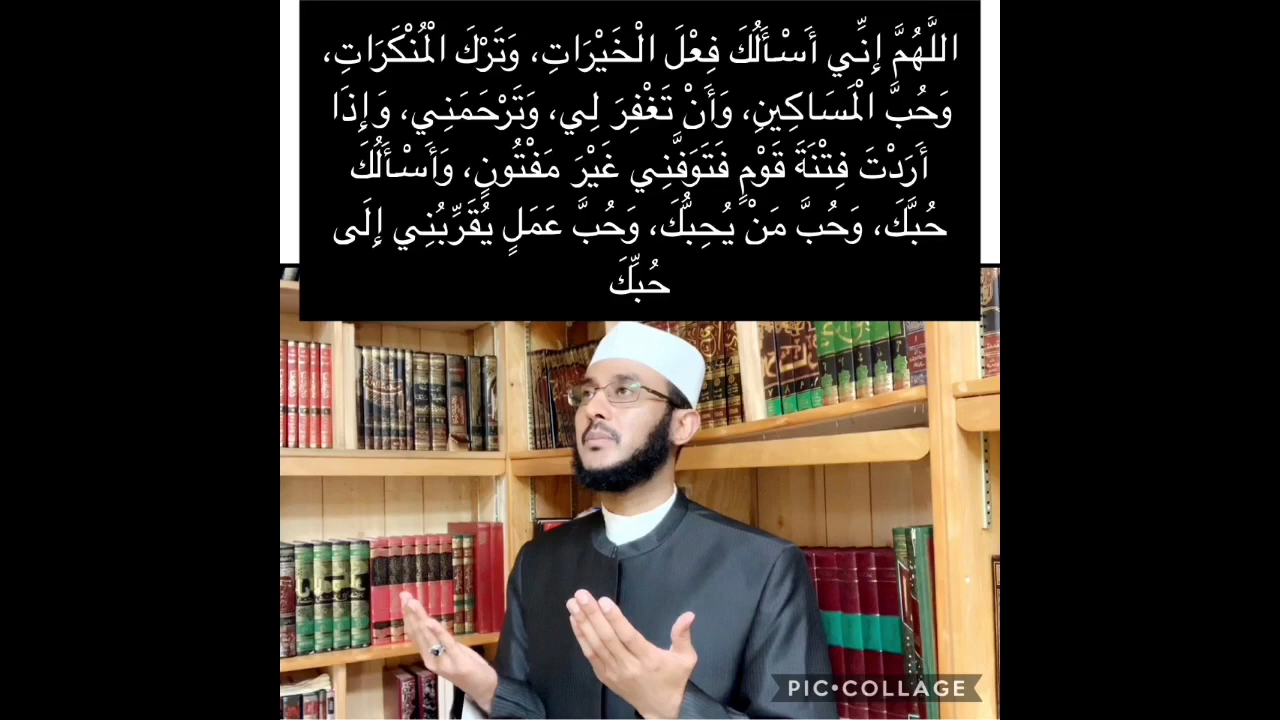 اللَّهُمَّ إِنِّي أَسْأَلُكَ فِعْلَ الْخَيْرَاتِ، وَتَرْكَ الْمُنْكَرَاتِ،
وَحُبَّ الْمَسَاكِينِ، وَأَنْ تَغْفِرَ لِي، وَتَرْحَمَنِي، وَإِذَا
أَرَدْتَ فِتْنَةَ قَوْمٍ فَتَوَفَّنِي غَيْرَ مَفْتُونٍ، وَأَسْأَلُكَ
حُبَّكَ، وَحُبَّ مَنْ يُحِبُّكَ، وَحُبَّ عَمَلٍ يُقَرِّبُنِي إِلَى
حُبِّكَ
PIC•COLLAGE